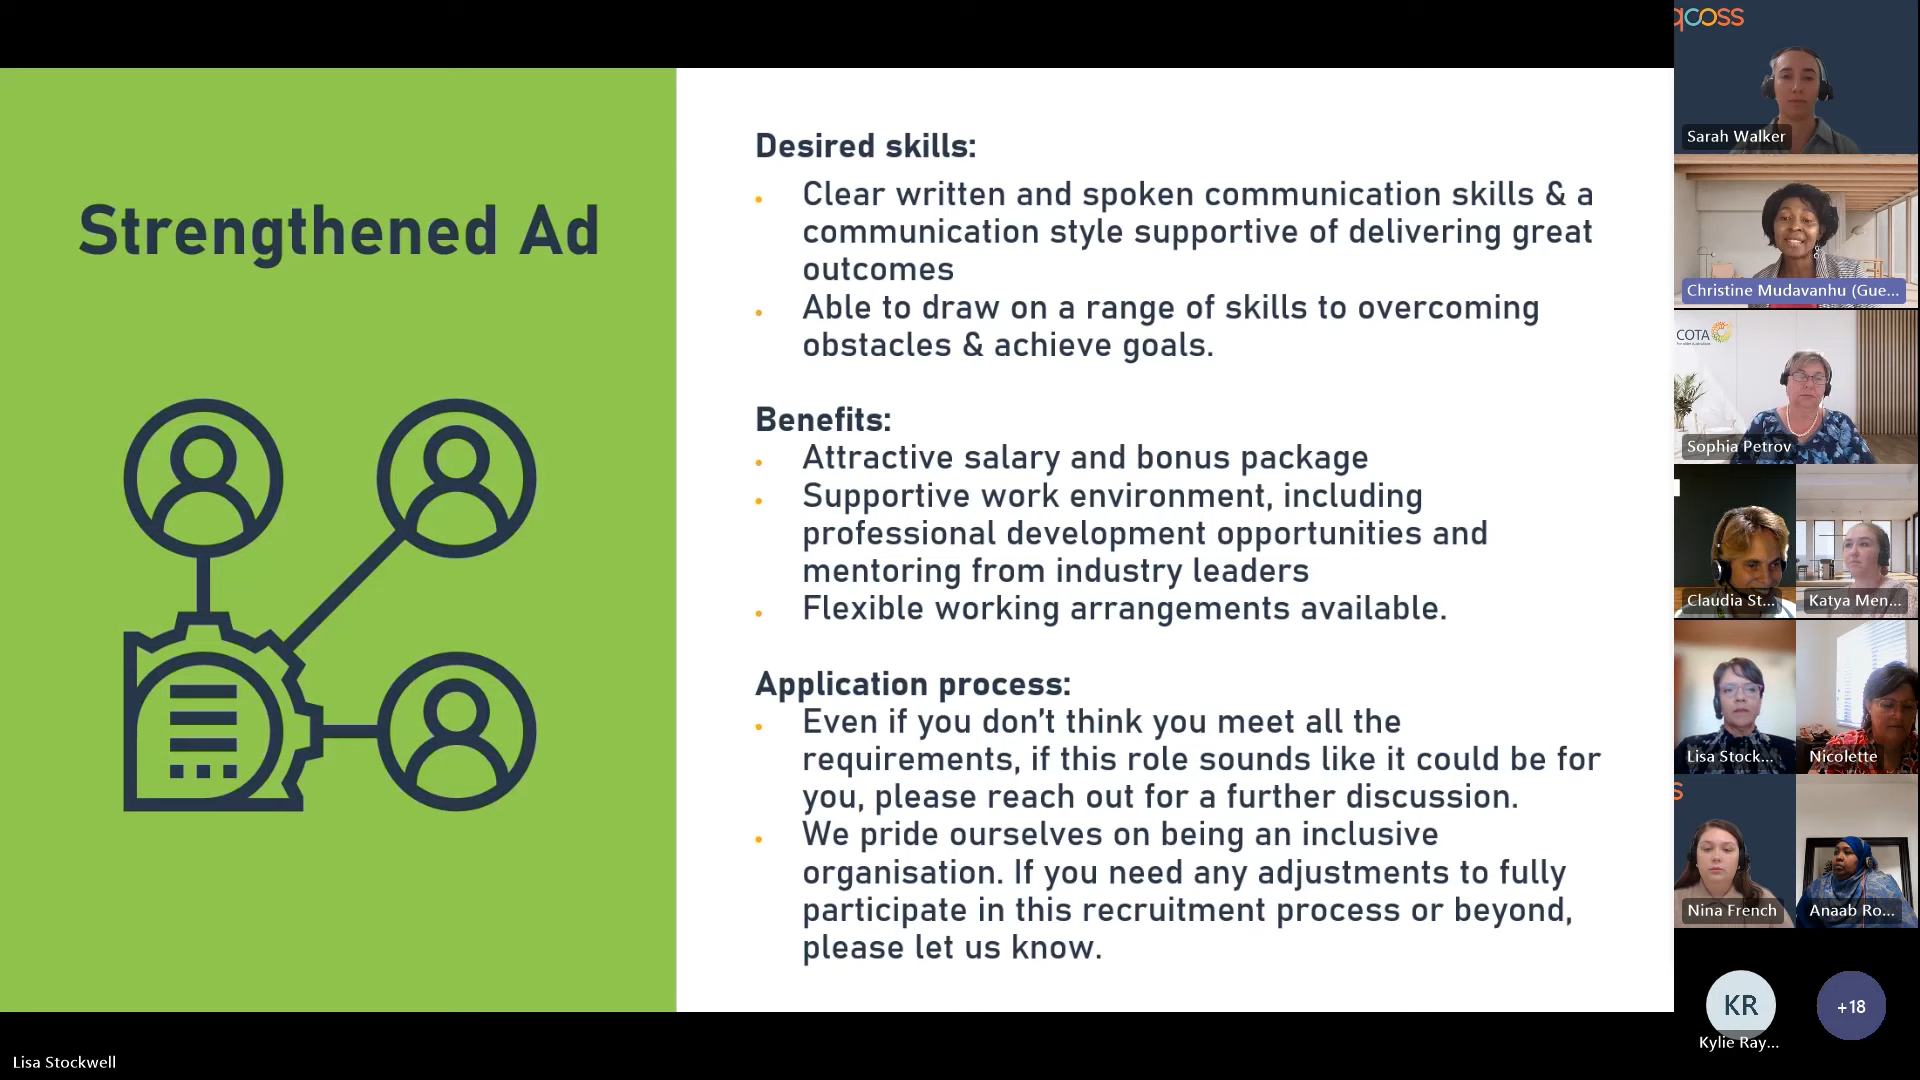 Strengthened Ad
Desired skills:
• Clear written and spoken communication skills & a
communication style supportive of delivering great
outcomes
• Able to draw on a range of skills to overcoming
obstacles & achieve goals.
Benefits:
• Attractive salary and bonus package
• Supportive work environment, including
professional development opportunities and
mentoring from industry leaders
• Flexible working arrangements available.
Application process:
• Even if you don’t think you meet all the
requirements, if this role sounds like it could be for
you, please reach out for a further discussion.
• We pride ourselves on being an inclusive
organisation. If you need any adjustments to fully
participate in this recruitment process or beyond,
please let us know.
Lisa Stockwell
qcoss
Sarah Walker
Christine Mudavanhu (Gue...
COTA
Sophia Petrov
Claudia St...
Katya Men...
Lisa Stock...
Nicolette
s
Nina French
Anaab Ro...
KR
+18
Kylie Ray...